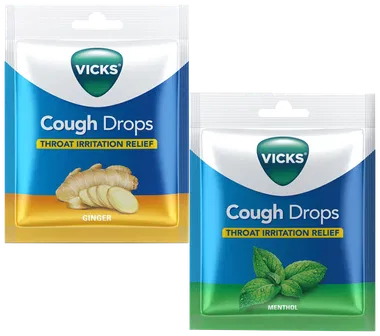 VICKS
Cough Drops
THROAT IRRITATION RELIEF
GINGER
VICKS
Cough Drops
THROAT IRRITATION RELIEF
MENTHOL